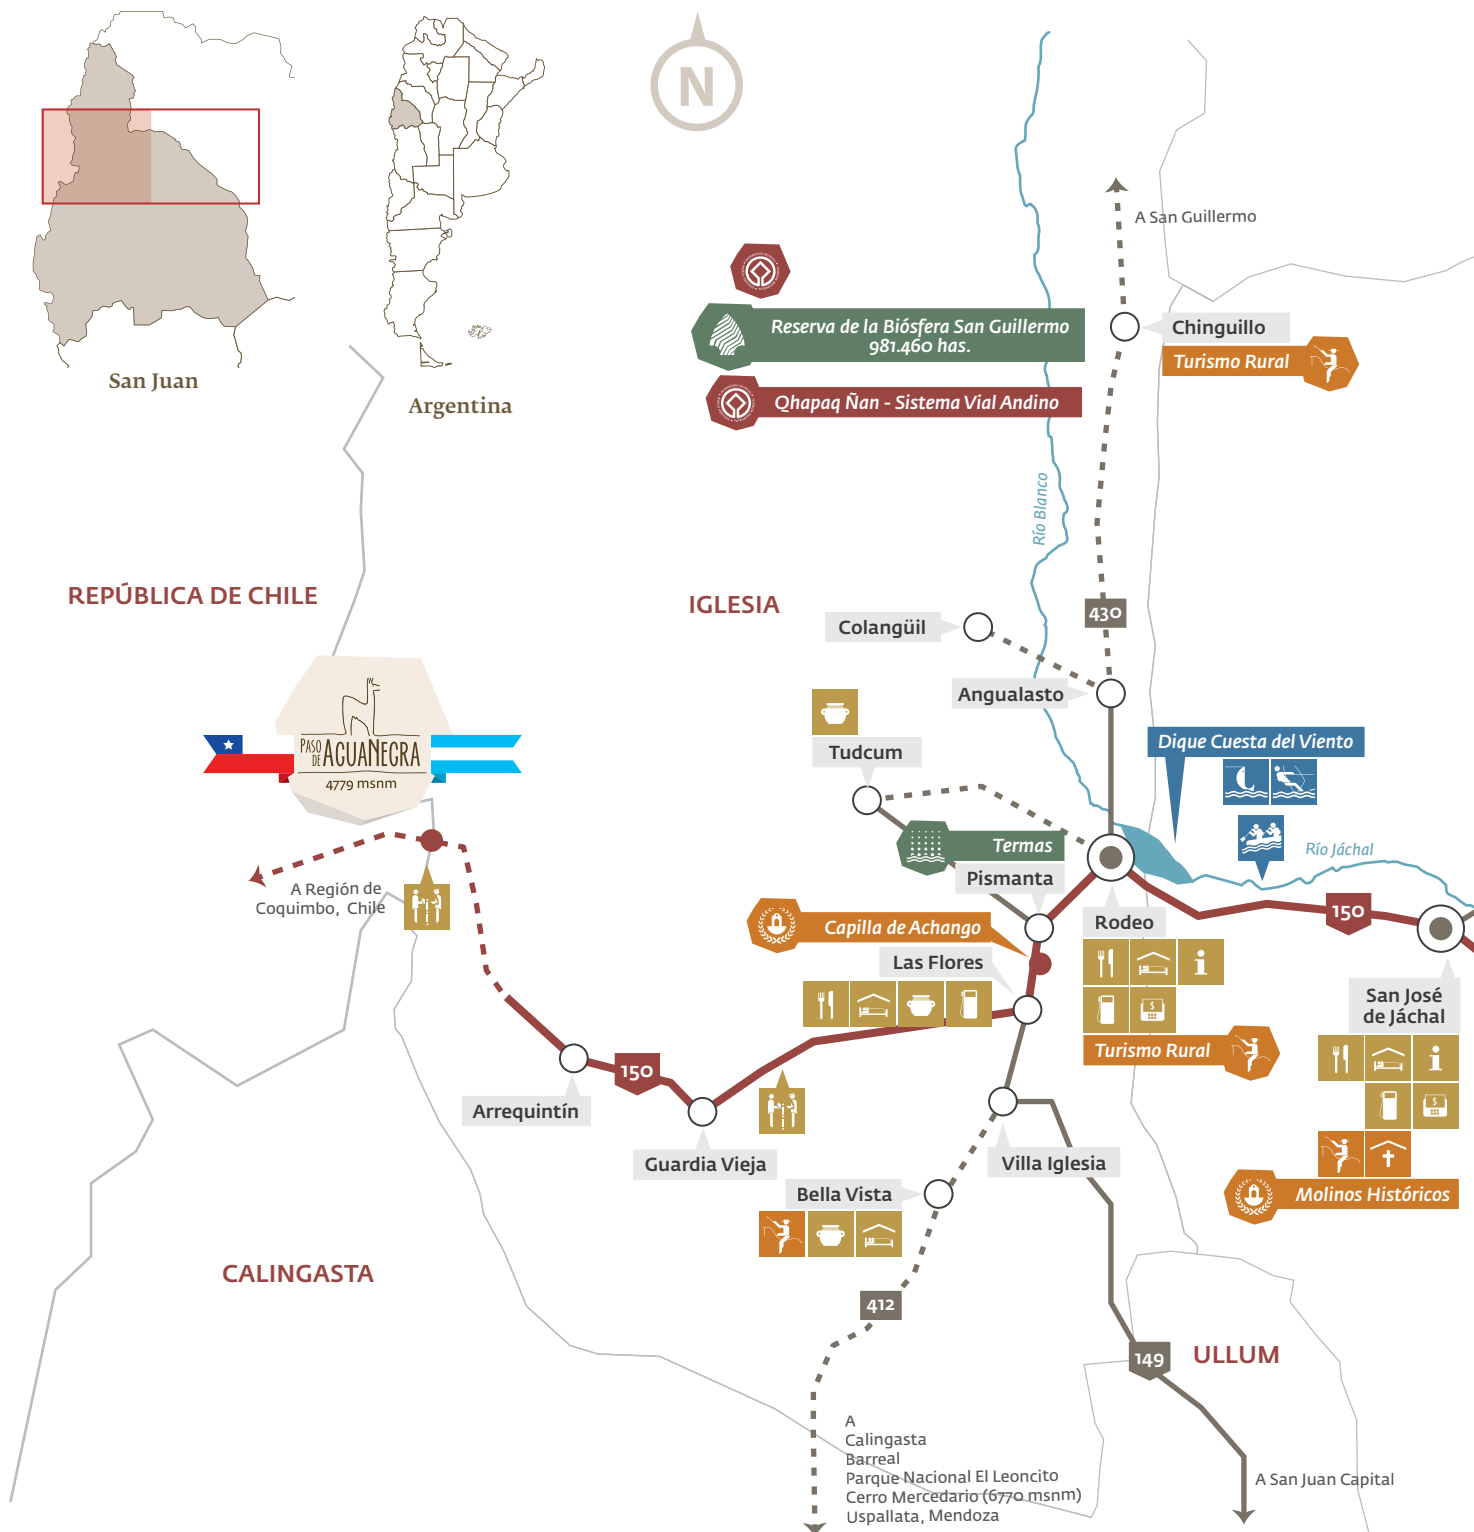 N
San Juan
Argentina
A San Guillermo
Reserva de la Biósfera San Guillermo
981.460 has.
Chinguillo
Turismo Rural
Qhapaq Ñan - Sistema Vial Andino
Río Blanco
REPÚBLICA DE CHILE
IGLESIA
430
Colangüil
Angualasto
PASO
DE AGUANEGRA
4779 msnm
Tudcum
Dique Cuesta del Viento
Termas
Río Jáchal
Pismanta
A Región de
Coquimbo, Chile
Capilla de Achango
Rodeo
150
Las Flores
San José
de Jáchal
Turismo Rural
150
Arrequintín
Guardia Vieja
Villa Iglesia
Bella Vista
Molinos Históricos
CALINGASTA
412
149
ULLUM
A
Calingasta
Barreal
Parque Nacional El Leoncito
Cerro Mercedario (6770 msnm)
Uspallata, Mendoza
A San Juan Capital